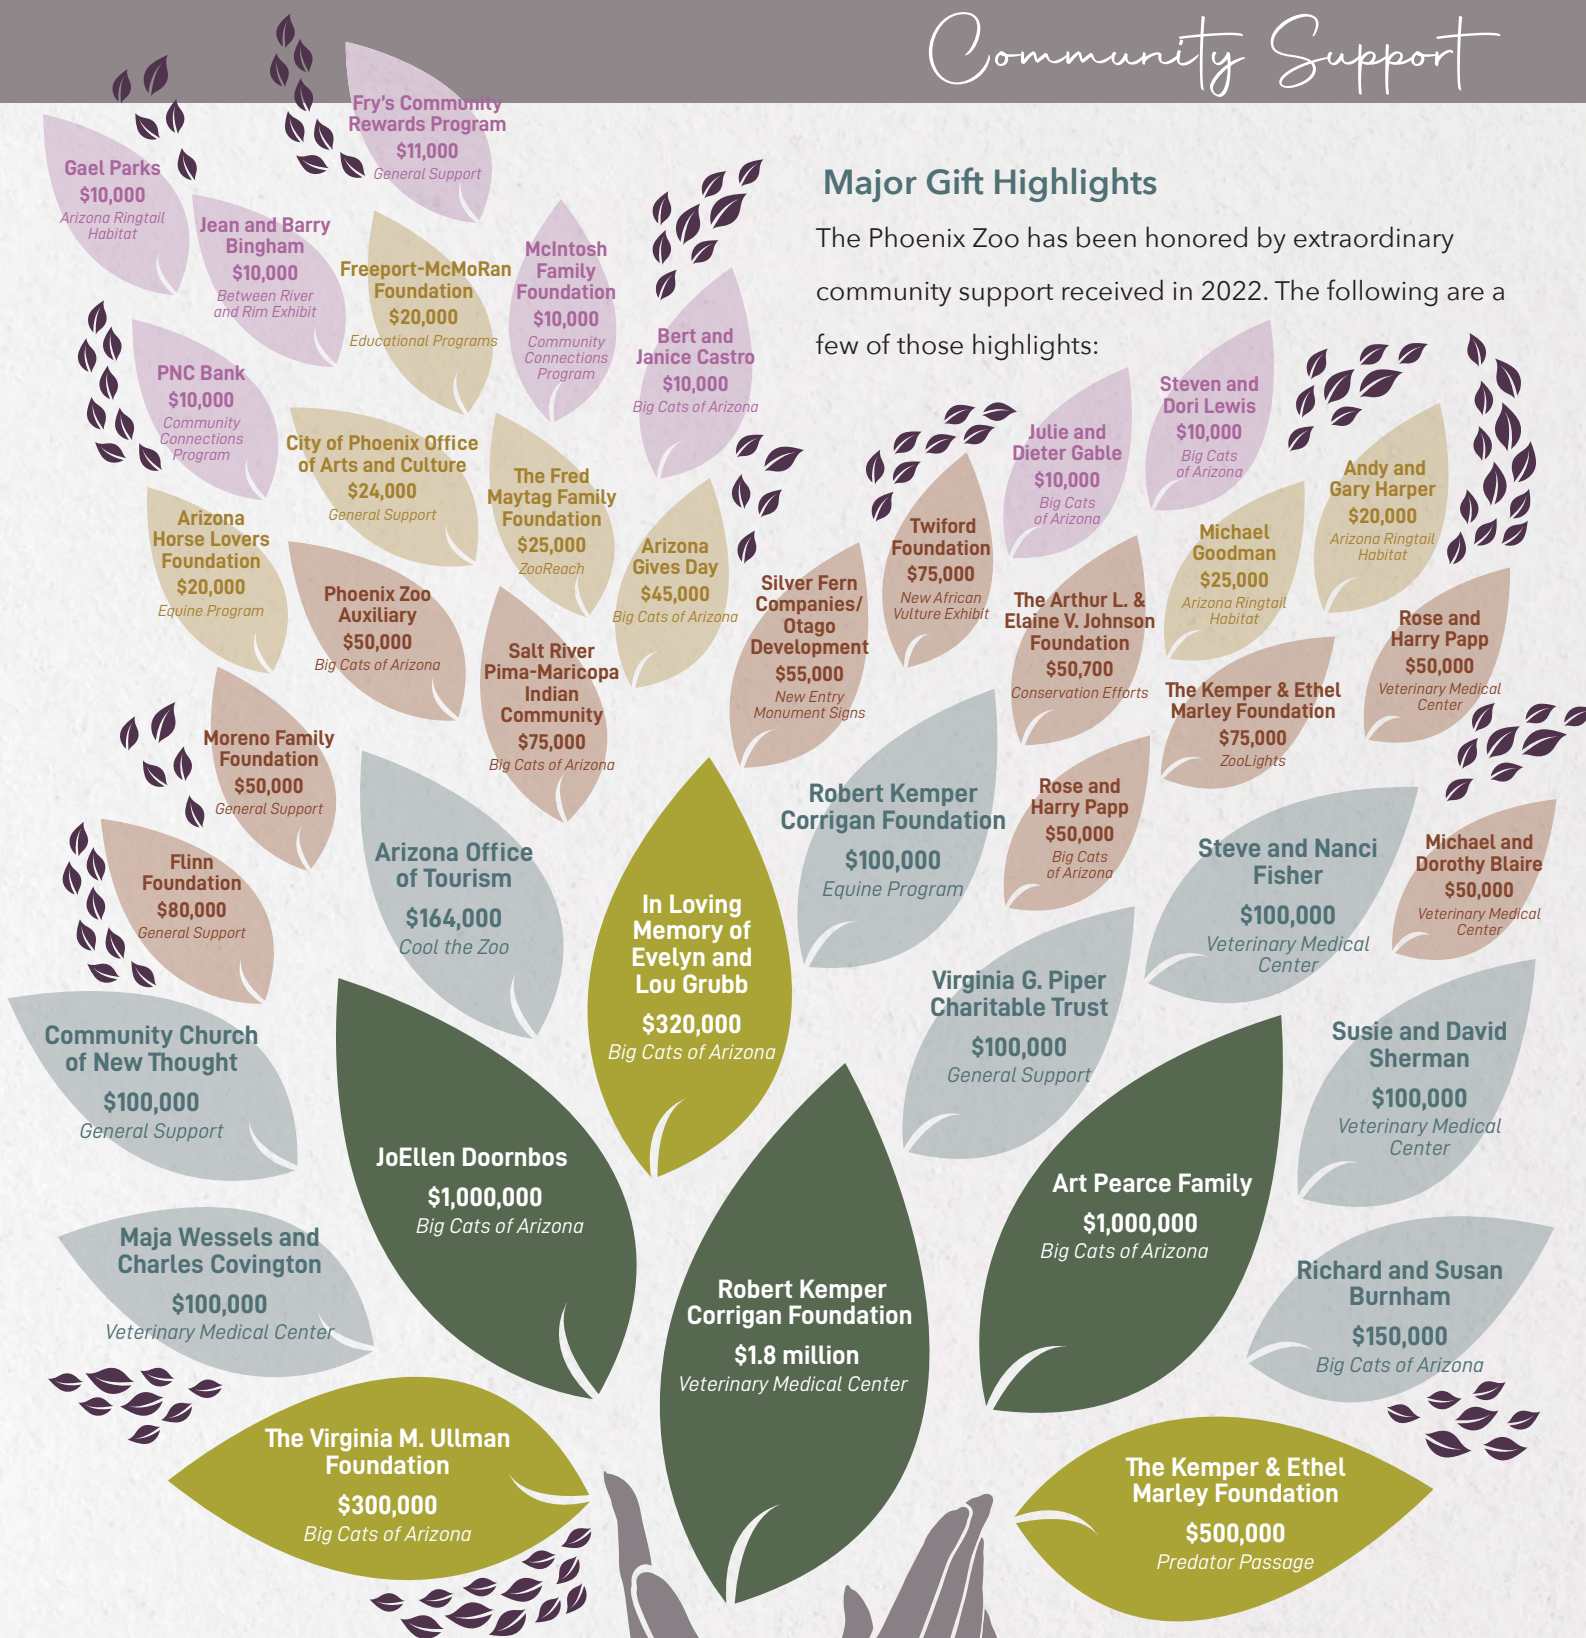 Community Support
Major Gift Highlights
The Phoenix Zoo has been honored by extraordinary
community support received in 2022. The following are a
few of those highlights:
Fry's Community
Rewards Program
$11,000
General Support
Gael Parks
$10,000
Arizona Ringtail
Habitat
Jean and Barry
Bingham
$10,000
Between River
and Rim Exhibit
Freeport-McMoRan
Foundation
$20,000
Educational Programs
McIntosh
Family
Foundation
$10,000
Community
Connections
Program
Bert and
Janice Castro
$10,000
Big Cats of Arizona
PNC Bank
$10,000
Community
Connections
Program
City of Phoenix Office
of Arts and Culture
$24,000
General Support
The Fred
Maytag Family
Foundation
$25,000
ZooReach
Julie and
Dieter Gable
$10,000
Big Cats
of Arizona
Steven and
Dori Lewis
$10,000
Big Cats
of Arizona
Andy and
Gary Harper
$20,000
Arizona Ringtail
Habitat
Arizona
Horse Lovers
Foundation
$20,000
Equine Program
Phoenix Zoo
Auxiliary
$50,000
Big Cats of Arizona
Arizona
Gives Day
$45,000
Big Cats of Arizona
Silver Fern
Companies/
Otago
Development
$55,000
New Entry
Monument Signs
Twiford
Foundation
$75,000
New African
Vulture Exhibit
The Arthur L. &
Elaine V. Johnson
Foundation
$50,700
Conservation Efforts
Michael
Goodman
$25,000
Arizona Ringtail
Habitat
Rose and
Harry Papp
$50,000
Veterinary Medical
Center
Salt River
Pima-Maricopa
Indian
Community
$75,000
Big Cats of Arizona
The Kemper & Ethel
Marley Foundation
$75,000
ZooLights
Moreno Family
Foundation
$50,000
General Support
Flinn
Foundation
$80,000
General Support
Arizona Office
of Tourism
$164,000
Cool the Zoo
In Loving
Memory of
Evelyn and
Lou Grubb
$320,000
Big Cats of Arizona
Robert Kemper
Corrigan Foundation
$100,000
Equine Program
Rose and
Harry Papp
$50,000
Big Cats
of Arizona
Steve and Nanci
Fisher
$100,000
Veterinary Medical
Center
Michael and
Dorothy Blaire
$50,000
Veterinary Medical
Center
Community Church
of New Thought
$100,000
General Support
Virginia G. Piper
Charitable Trust
$100,000
General Support
Susie and David
Sherman
$100,000
Veterinary Medical
Center
JoEllen Doornbos
$1,000,000
Big Cats of Arizona
Art Pearce Family
$1,000,000
Big Cats of Arizona
Maja Wessels and
Charles Covington
$100,000
Veterinary Medical Center
Robert Kemper
Corrigan Foundation
$1.8 million
Veterinary Medical Center
Richard and Susan
Burnham
$150,000
Big Cats of Arizona
The Virginia M. Ullman
Foundation
$300,000
Big Cats of Arizona
The Kemper & Ethel
Marley Foundation
$500,000
Predator Passage